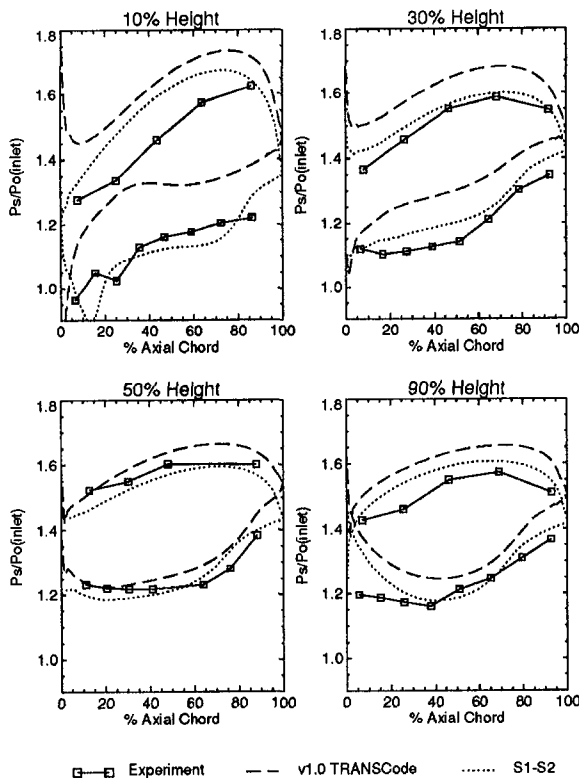 10% Height
30% Height
1.8
1.6
1.4
1.2
1.0
Ps/Po(inlet)
0 20 40 60 80 100
% Axial Chord
1.8
1.6
1.4
1.2
1.0
Ps/Po(inlet)
0 20 40 60 80 100
% Axial Chord
50% Height
90% Height
1.8
1.6
1.4
1.2
1.0
Ps/Po(inlet)
0 20 40 60 80 100
% Axial Chord
1.8
1.6
1.4
1.2
1.0
Ps/Po(inlet)
0 20 40 60 80 100
% Axial Chord
Experiment v1.0 TRANSCode S1-S2